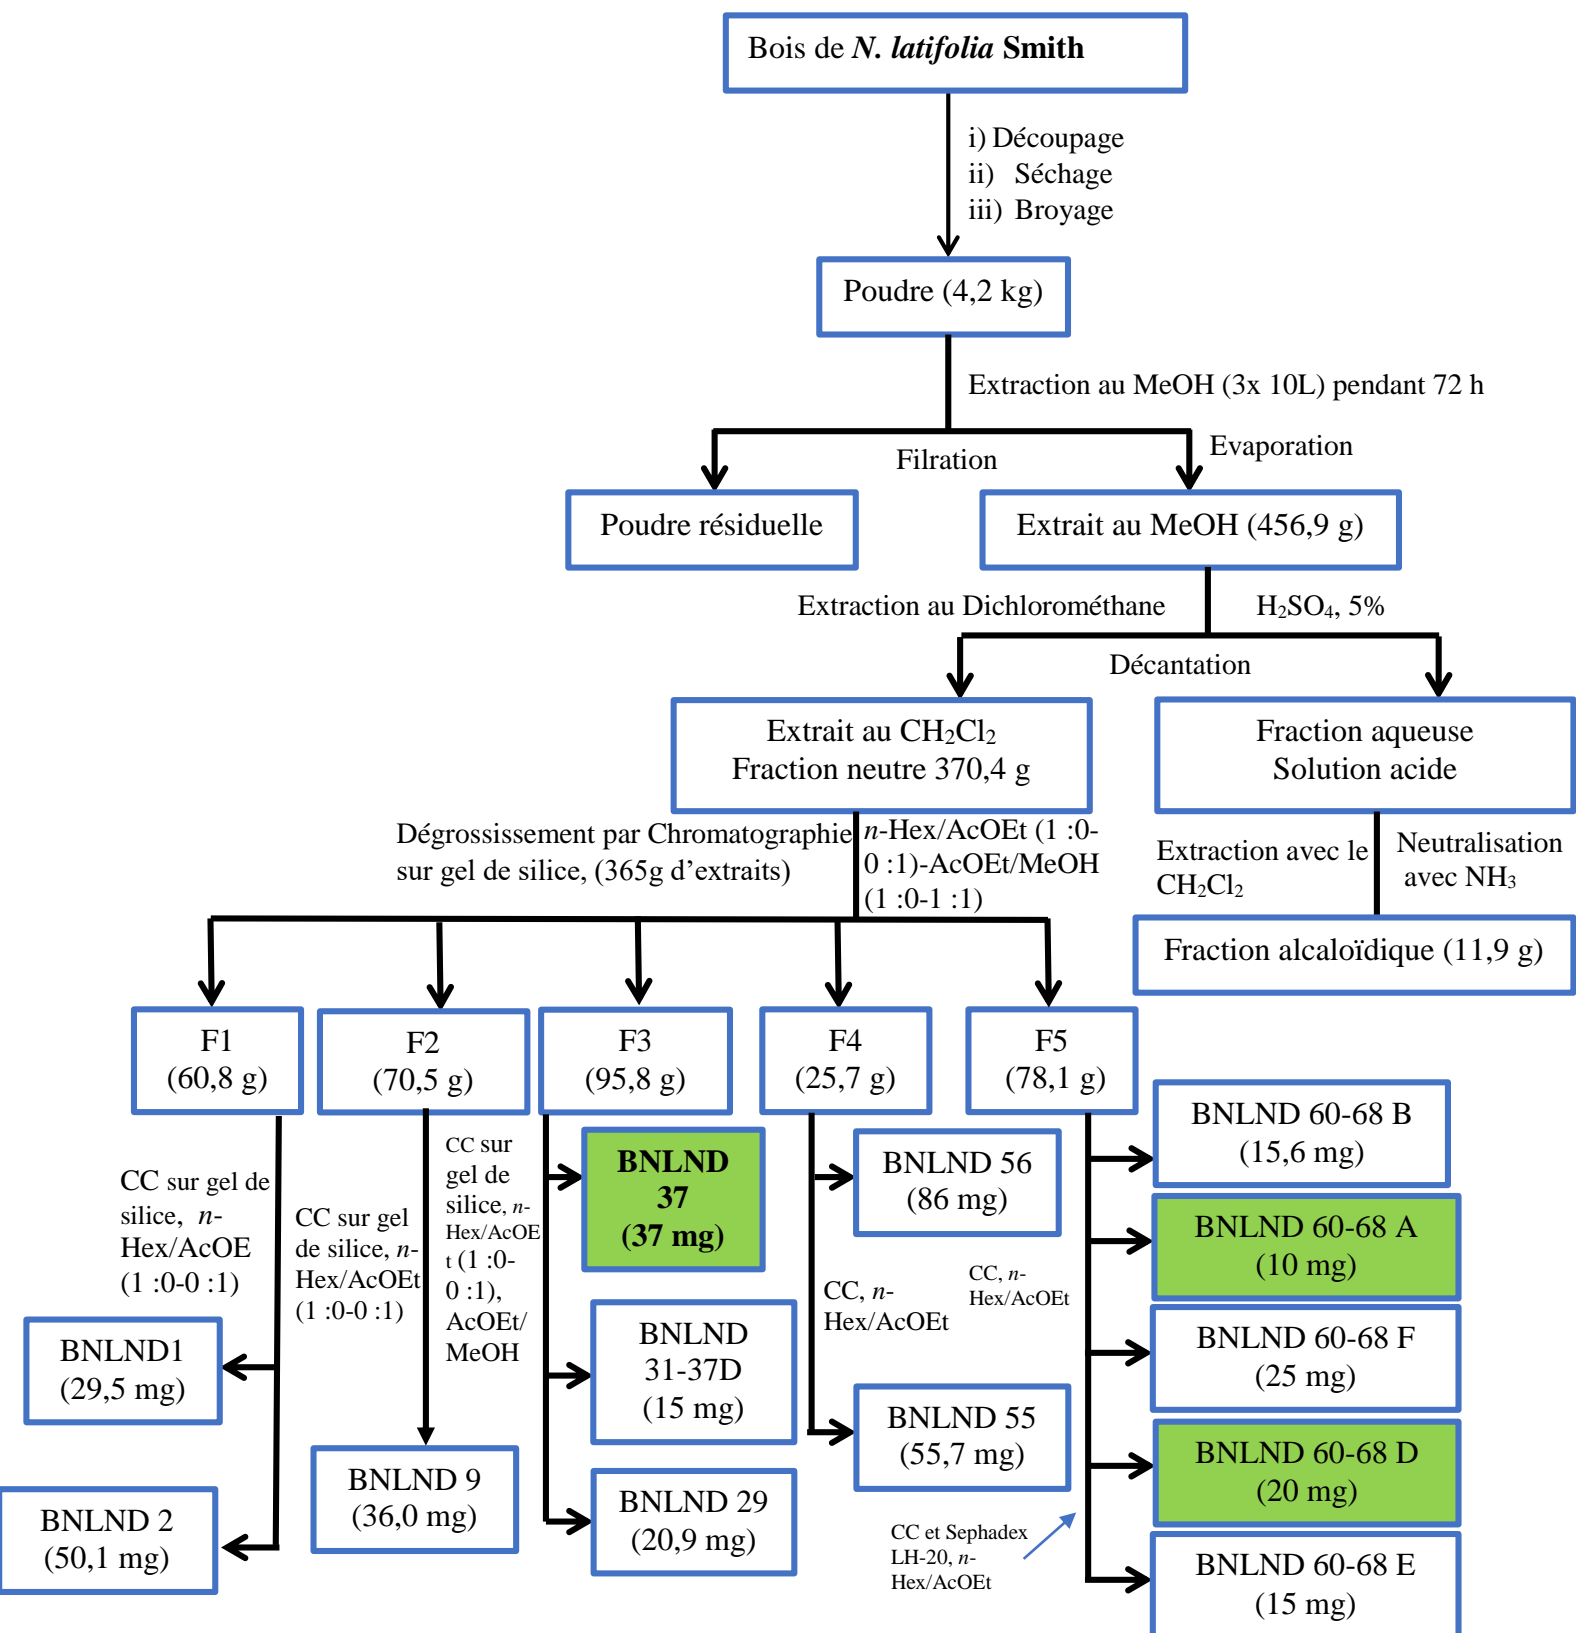 Bois de N. latifolia Smith
i) Découpage
ii) Séchage
iii) Broyage
Poudre (4,2 kg)
Extraction au MeOH (3x 10L) pendant 72 h
Filration
Evaporation
Poudre résiduelle
Extrait au MeOH (456,9 g)
Extraction au Dichlorométhane
H₂SO₄, 5%
Décantation
Extrait au CH₂Cl₂
Fraction neutre 370,4 g
Fraction aqueuse
Solution acide
Dégrossissement par Chromatographie
sur gel de silice, (365g d’extraits)
n-Hex/AcOEt (1 :0-
0 :1)-AcOEt/MeOH
(1 :0-1 :1)
Extraction avec le
CH₂Cl₂
Neutralisation
avec NH₃
Fraction alcaloïdique (11,9 g)
F1
(60,8 g)
F2
(70,5 g)
F3
(95,8 g)
F4
(25,7 g)
F5
(78,1 g)
CC sur gel de
silice, n-
Hex/AcOE
(1 :0-0 :1)
CC sur gel
de silice, n-
Hex/AcOEt
(1 :0-0 :1)
CC sur
gel de
silice, n-
Hex/AcOE
t (1 :0-
0 :1),
AcOEt/
MeOH
BNLND
37
(37 mg)
BNLND
31-37D
(15 mg)
BNLND 29
(20,9 mg)
CC, n-
Hex/AcOEt
BNLND 56
(86 mg)
BNLND 55
(55,7 mg)
CC, n-
Hex/AcOEt
CC et Sephadex
LH-20, n-
Hex/AcOEt
BNLND 60-68 B
(15,6 mg)
BNLND 60-68 A
(10 mg)
BNLND 60-68 F
(25 mg)
BNLND 60-68 D
(20 mg)
BNLND 60-68 E
(15 mg)
BNLND1
(29,5 mg)
BNLND 2
(50,1 mg)
BNLND 9
(36,0 mg)